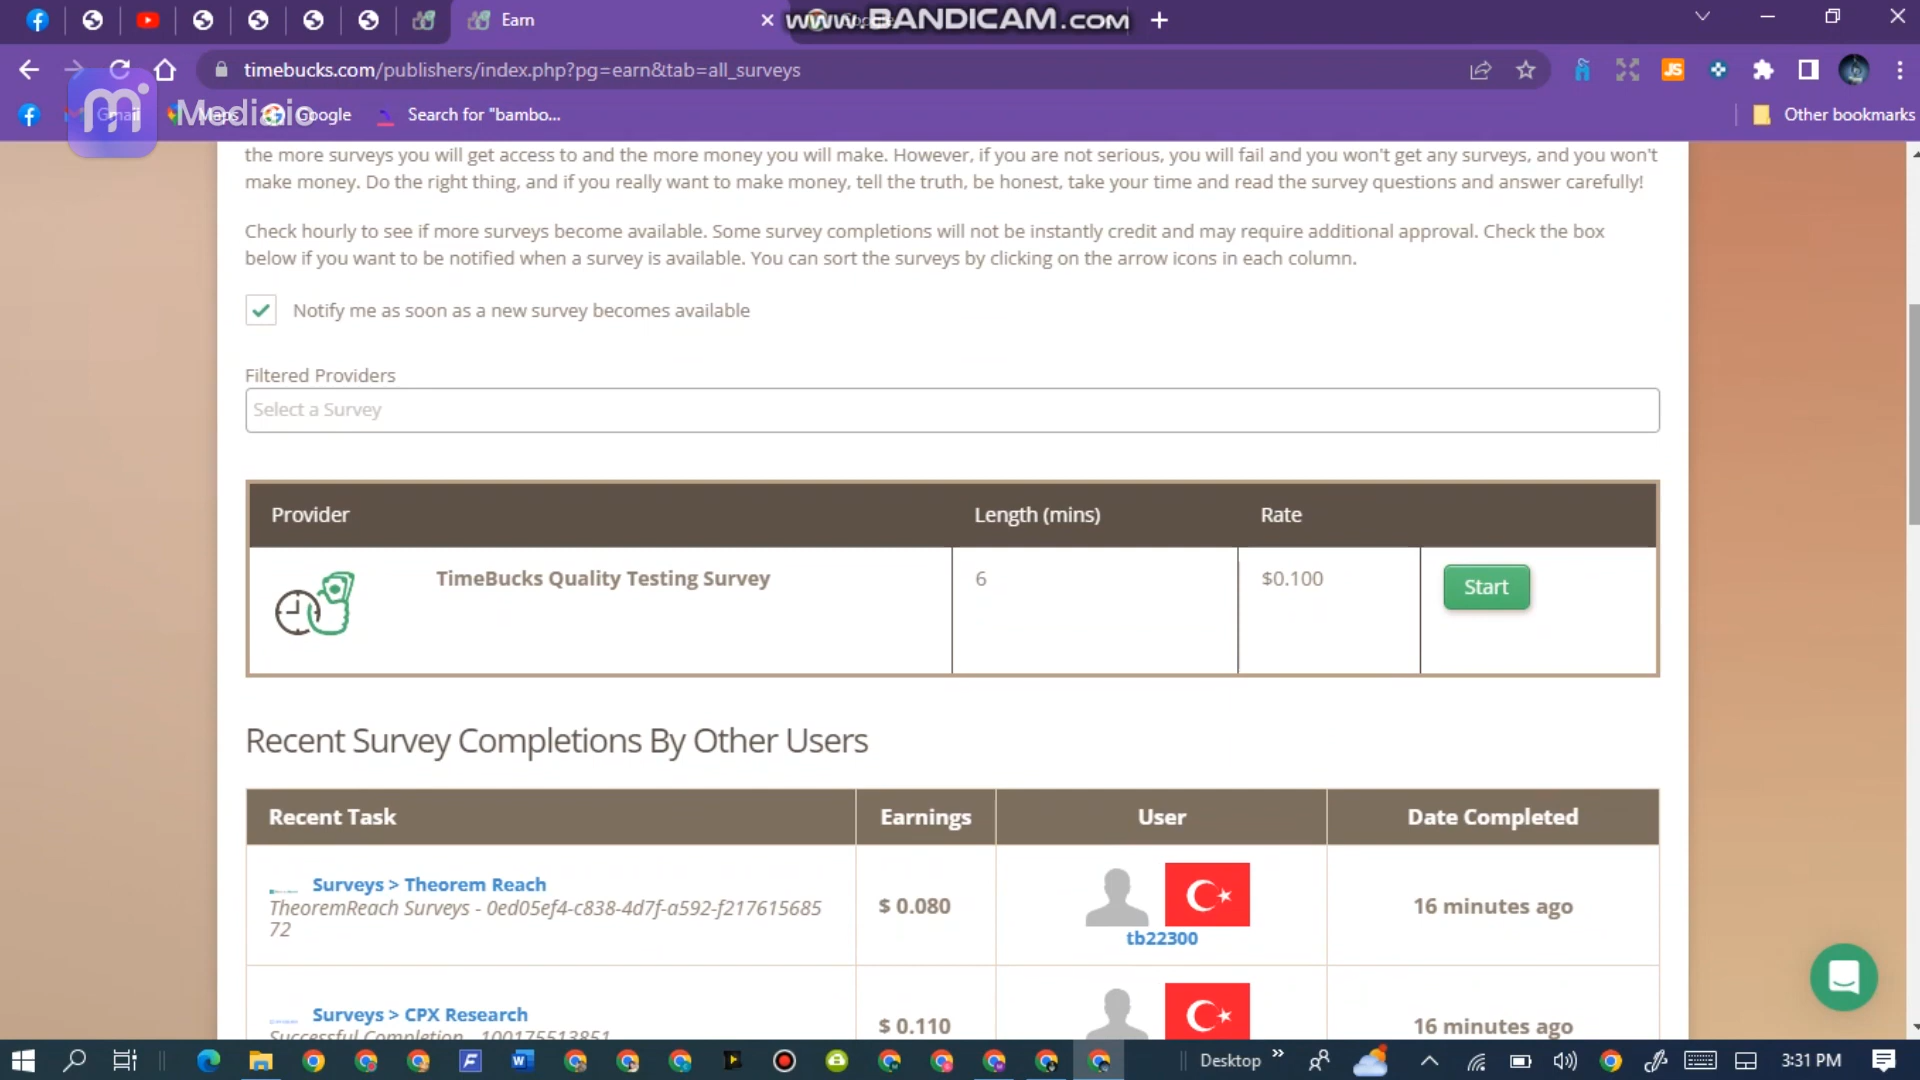 Earn
www.BANDICAM.com
timebucks.com/publishers/index.php?pg=earn&tab=all_surveys
Gmail
Maps
Google
Search for "bambo...
Other bookmarks
Media.io
the more surveys you will get access to and the more money you will make. However, if you are not serious, you will fail and you won't get any surveys, and you won't
make money. Do the right thing, and if you really want to make money, tell the truth, be honest, take your time and read the survey questions and answer carefully!
Check hourly to see if more surveys become available. Some survey completions will not be instantly credit and may require additional approval. Check the box
below if you want to be notified when a survey is available. You can sort the surveys by clicking on the arrow icons in each column.
Notify me as soon as a new survey becomes available
Filtered Providers
Select a Survey
Provider Length (mins) Rate
TimeBucks Quality Testing Survey 6 $0.100 Start
Recent Survey Completions By Other Users
Recent Task Earnings User Date Completed
Surveys > Theorem Reach
TheoremReach Surveys - 0ed05ef4-c838-4d7f-a592-f217615685
72
$ 0.080
tb22300
16 minutes ago
Surveys > CPX Research
Successful Completion - 100175513851
$ 0.110
16 minutes ago
Desktop
3:31 PM